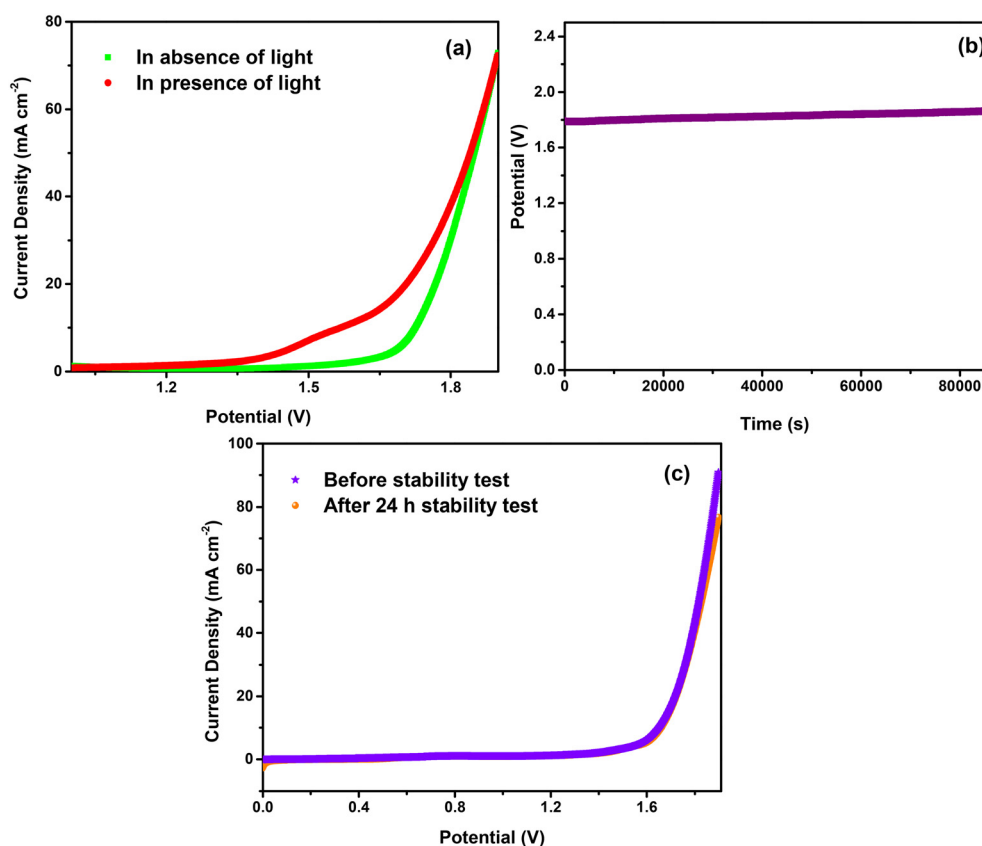 (a)
In absence of light
In presence of light
Current Density (mA cm⁻²)
80
60
40
20
0
1.2
1.5
1.8
Potential (V)
(b)
Potential (V)
2.4
2.0
1.6
1.2
0.8
0.4
0.0
0
20000
40000
60000
80000
Time (s)
(c)
Before stability test
After 24 h stability test
Current Density (mA cm⁻²)
100
80
60
40
20
0
0.0
0.4
0.8
1.2
1.6
Potential (V)